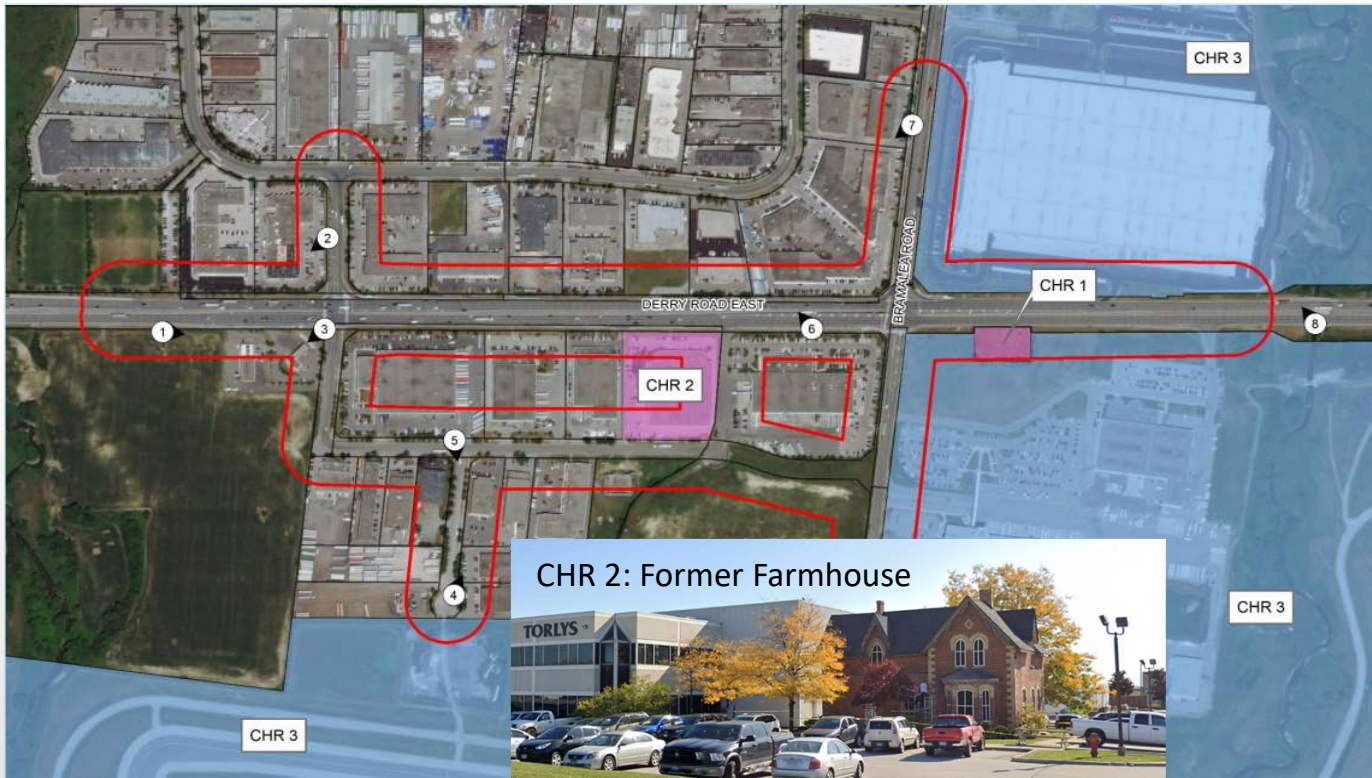 CHR 3
7
2
CHR 1
DERRY ROAD EAST
BRAMALEA ROAD
1
3
6
8
CHR 2
5
4
CHR 2: Former Farmhouse
TORLYS
CHR 3
CHR 3